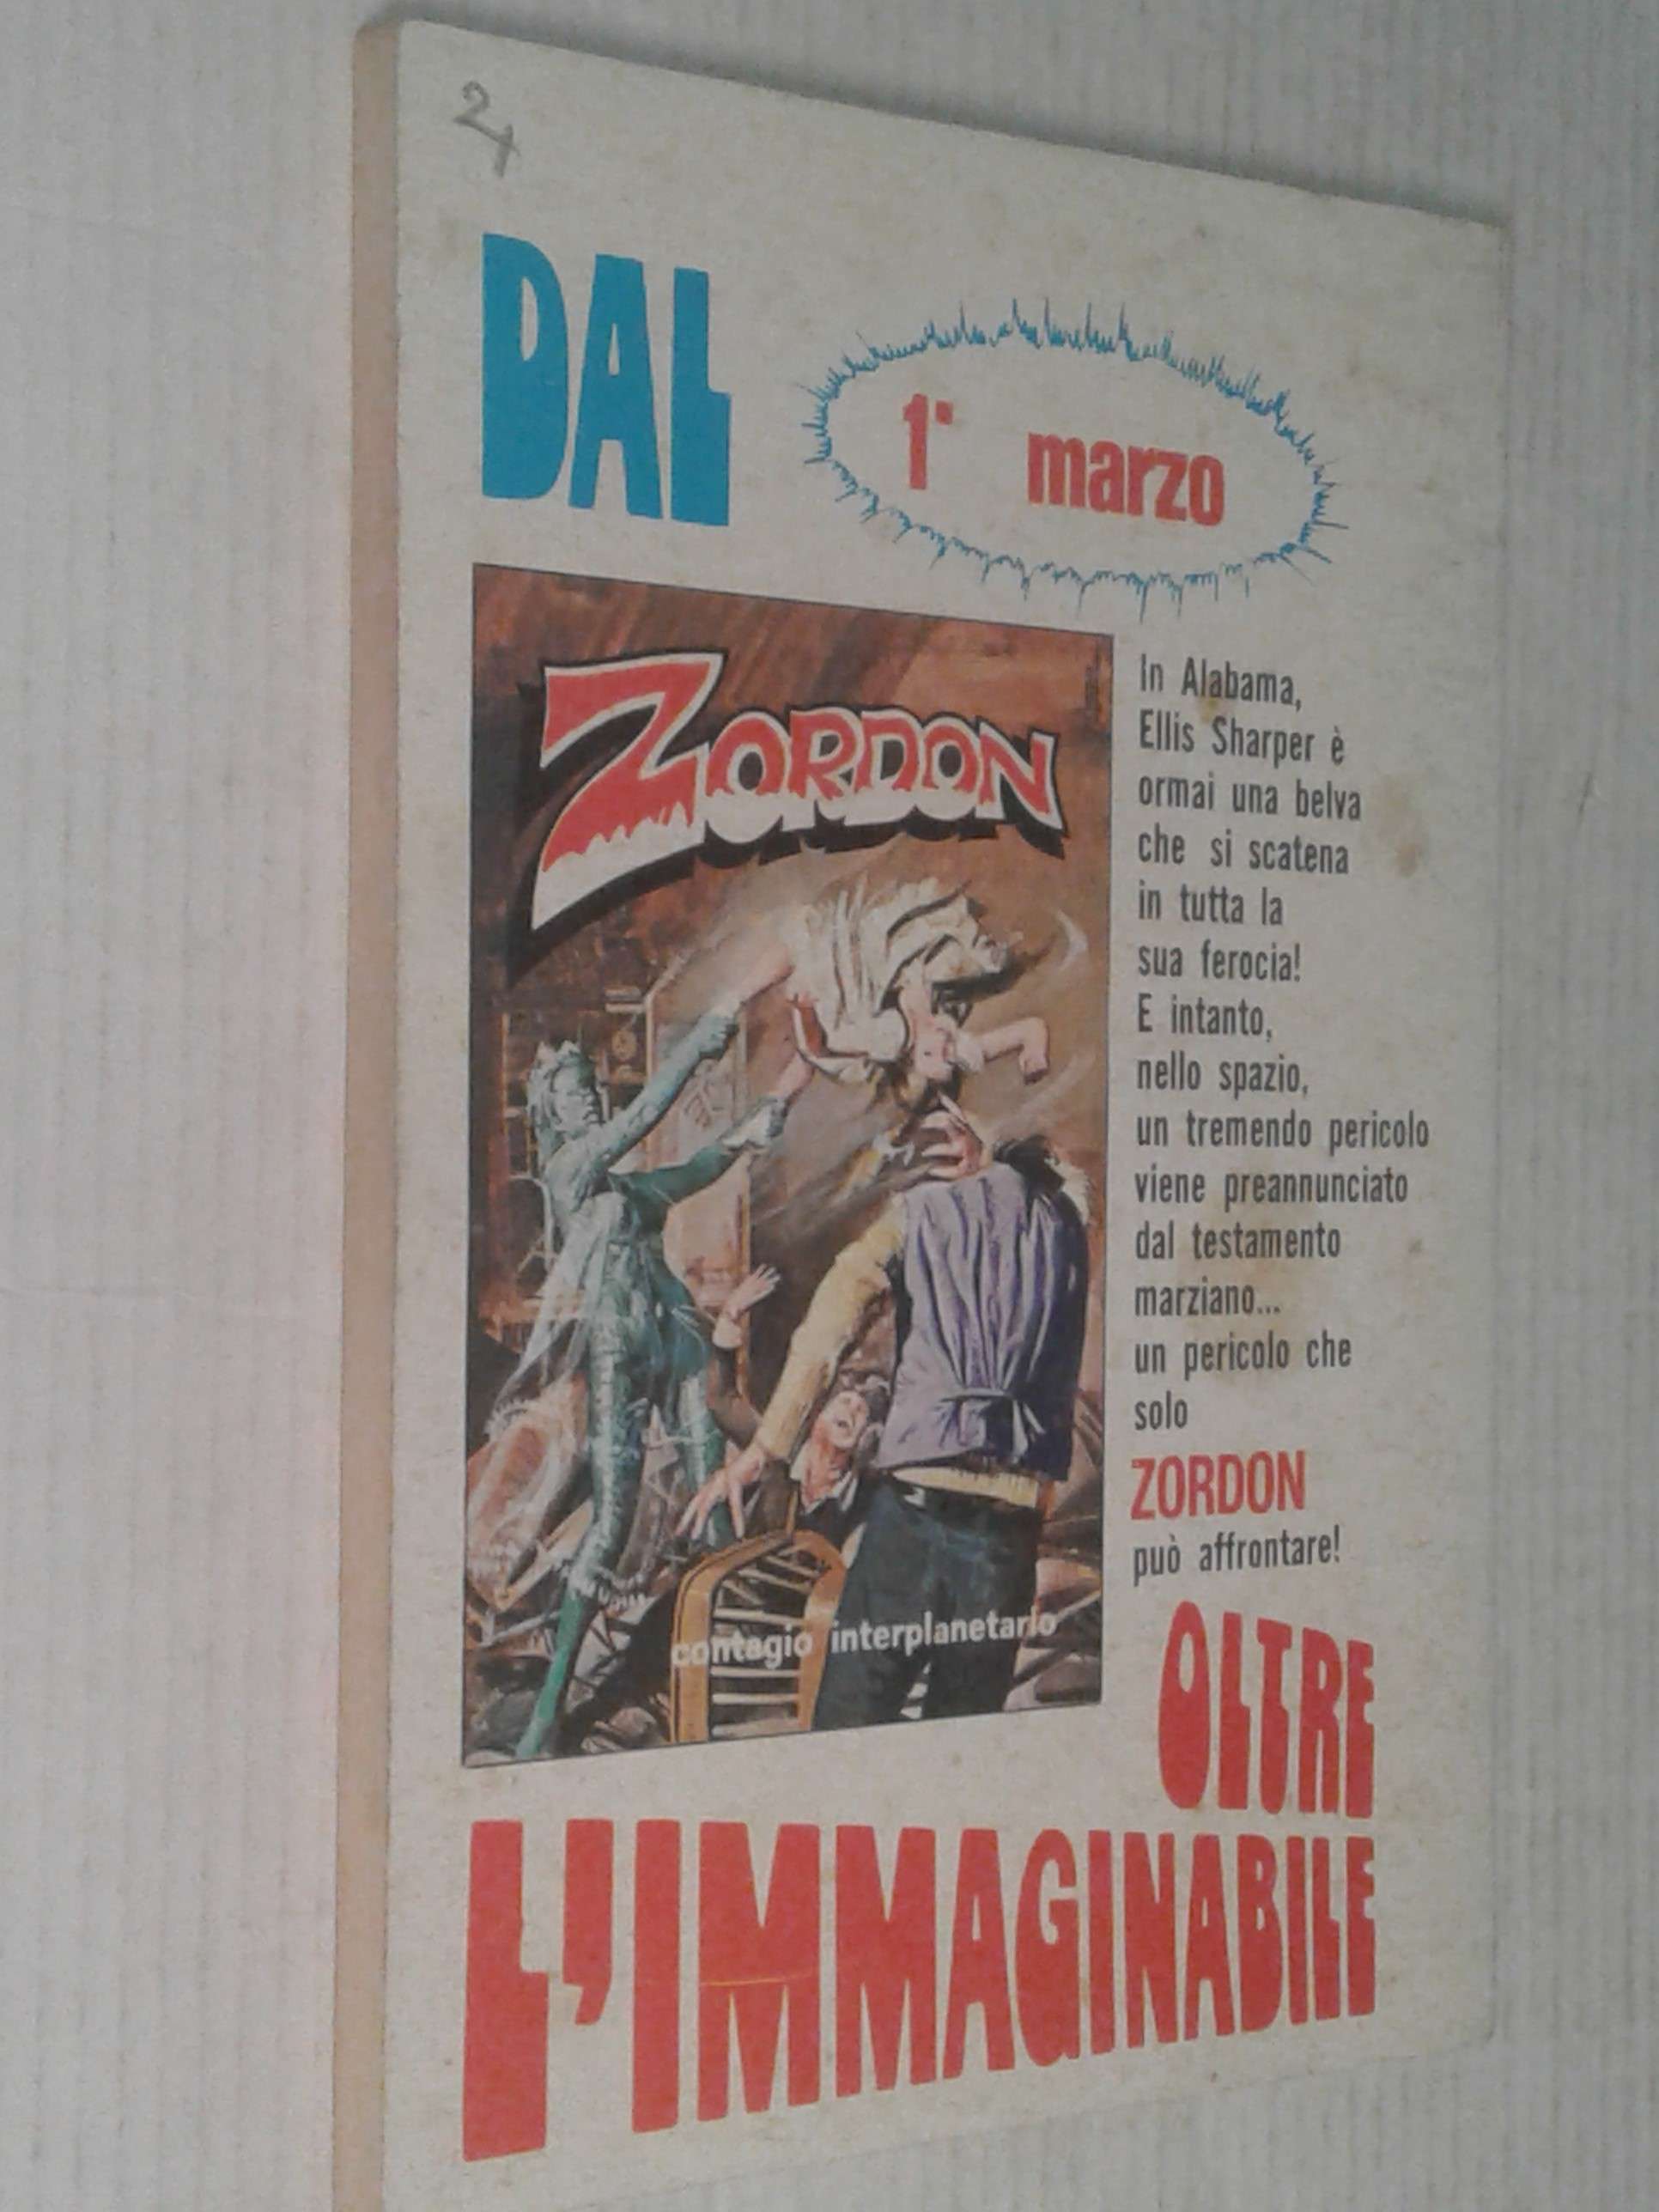 24
DAL
1° marzo
ZORDON
In Alabama,
Ellis Sharper è
ormai una belva
che si scatena
in tutta la
sua ferocia!
E intanto,
nello spazio,
un tremendo pericolo
viene preannunciato
dal testamento
marziano...
un pericolo che
solo
ZORDON
può affrontare!
contagio interplanetario
OLTRE
L'IMMAGINABILE